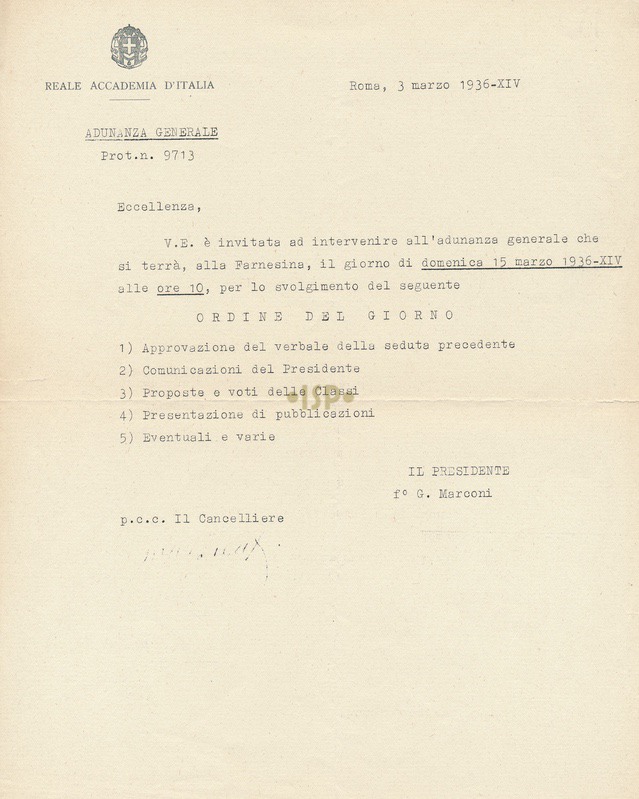 REALE ACCADEMIA D'ITALIA
Roma, 3 marzo 1936-XIV
ADUNANZA GENERALE
Prot.n. 9713
Eccellenza,
V.E. è invitata ad intervenire all'adunanza generale che
si terrà, alla Farnesina, il giorno di domenica 15 marzo 1936-XIV
alle ore 10, per lo svolgimento del seguente
ORDINE DEL GIORNO
1) Approvazione del verbale della seduta precedente
2) Comunicazioni del Presidente
3) Proposte e voti delle Classi
•ISP•
4) Presentazione di pubblicazioni
5) Eventuali e varie
IL PRESIDENTE
f° G. Marconi
p.c.c. Il Cancelliere